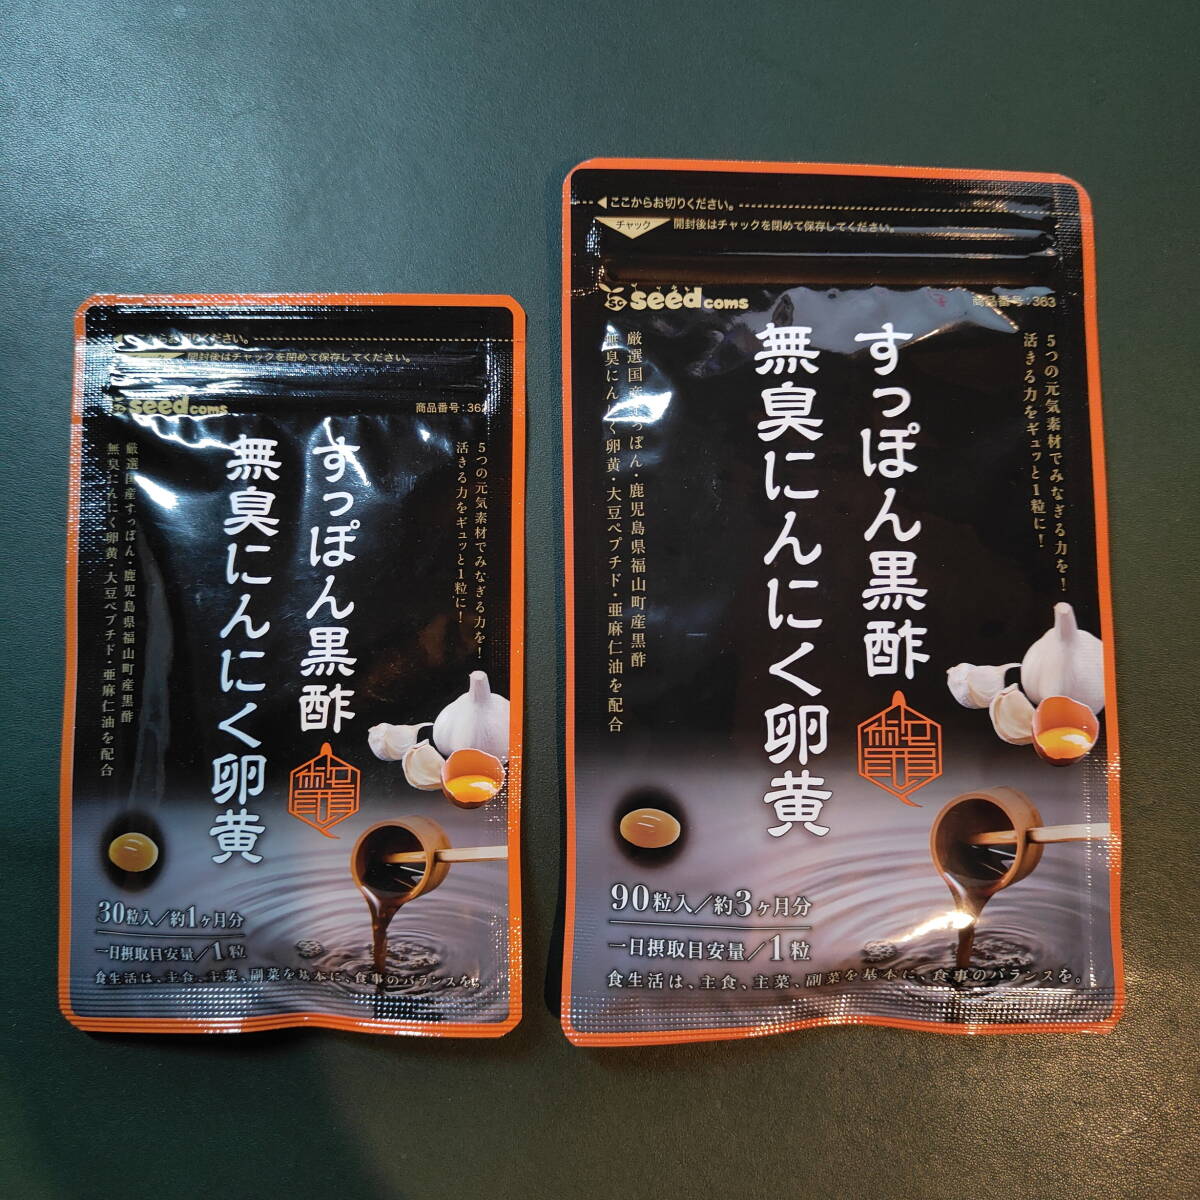 開封後はチャックを閉めて保存してください。
seedcoms
商品番号:362
5つの元気素材でみなぎる力を!
活きる力をギュッと1粒に!
すっぽん黒酢
無臭にんにく卵黄
厳選国産すっぽん・鹿児島県福山町産黒酢
無臭にんにく卵黄・大豆ペプチド・亜麻仁油を配合
30粒入/約1ヶ月分
一日摂取目安量/1粒
食生活は、主食、主菜、副菜を基本に、食事のバランスを。
ここからお切りください。
チャック
開封後はチャックを閉めて保存してください。
seedcoms
商品番号:363
5つの元気素材でみなぎる力を!
活きる力をギュッと1粒に!
すっぽん黒酢
無臭にんにく卵黄
厳選国産すっぽん・鹿児島県福山町産黒酢
無臭にんにく卵黄・大豆ペプチド・亜麻仁油を配合
90粒入/約3ヶ月分
一日摂取目安量/1粒
食生活は、主食、主菜、副菜を基本に、食事のバランスを。